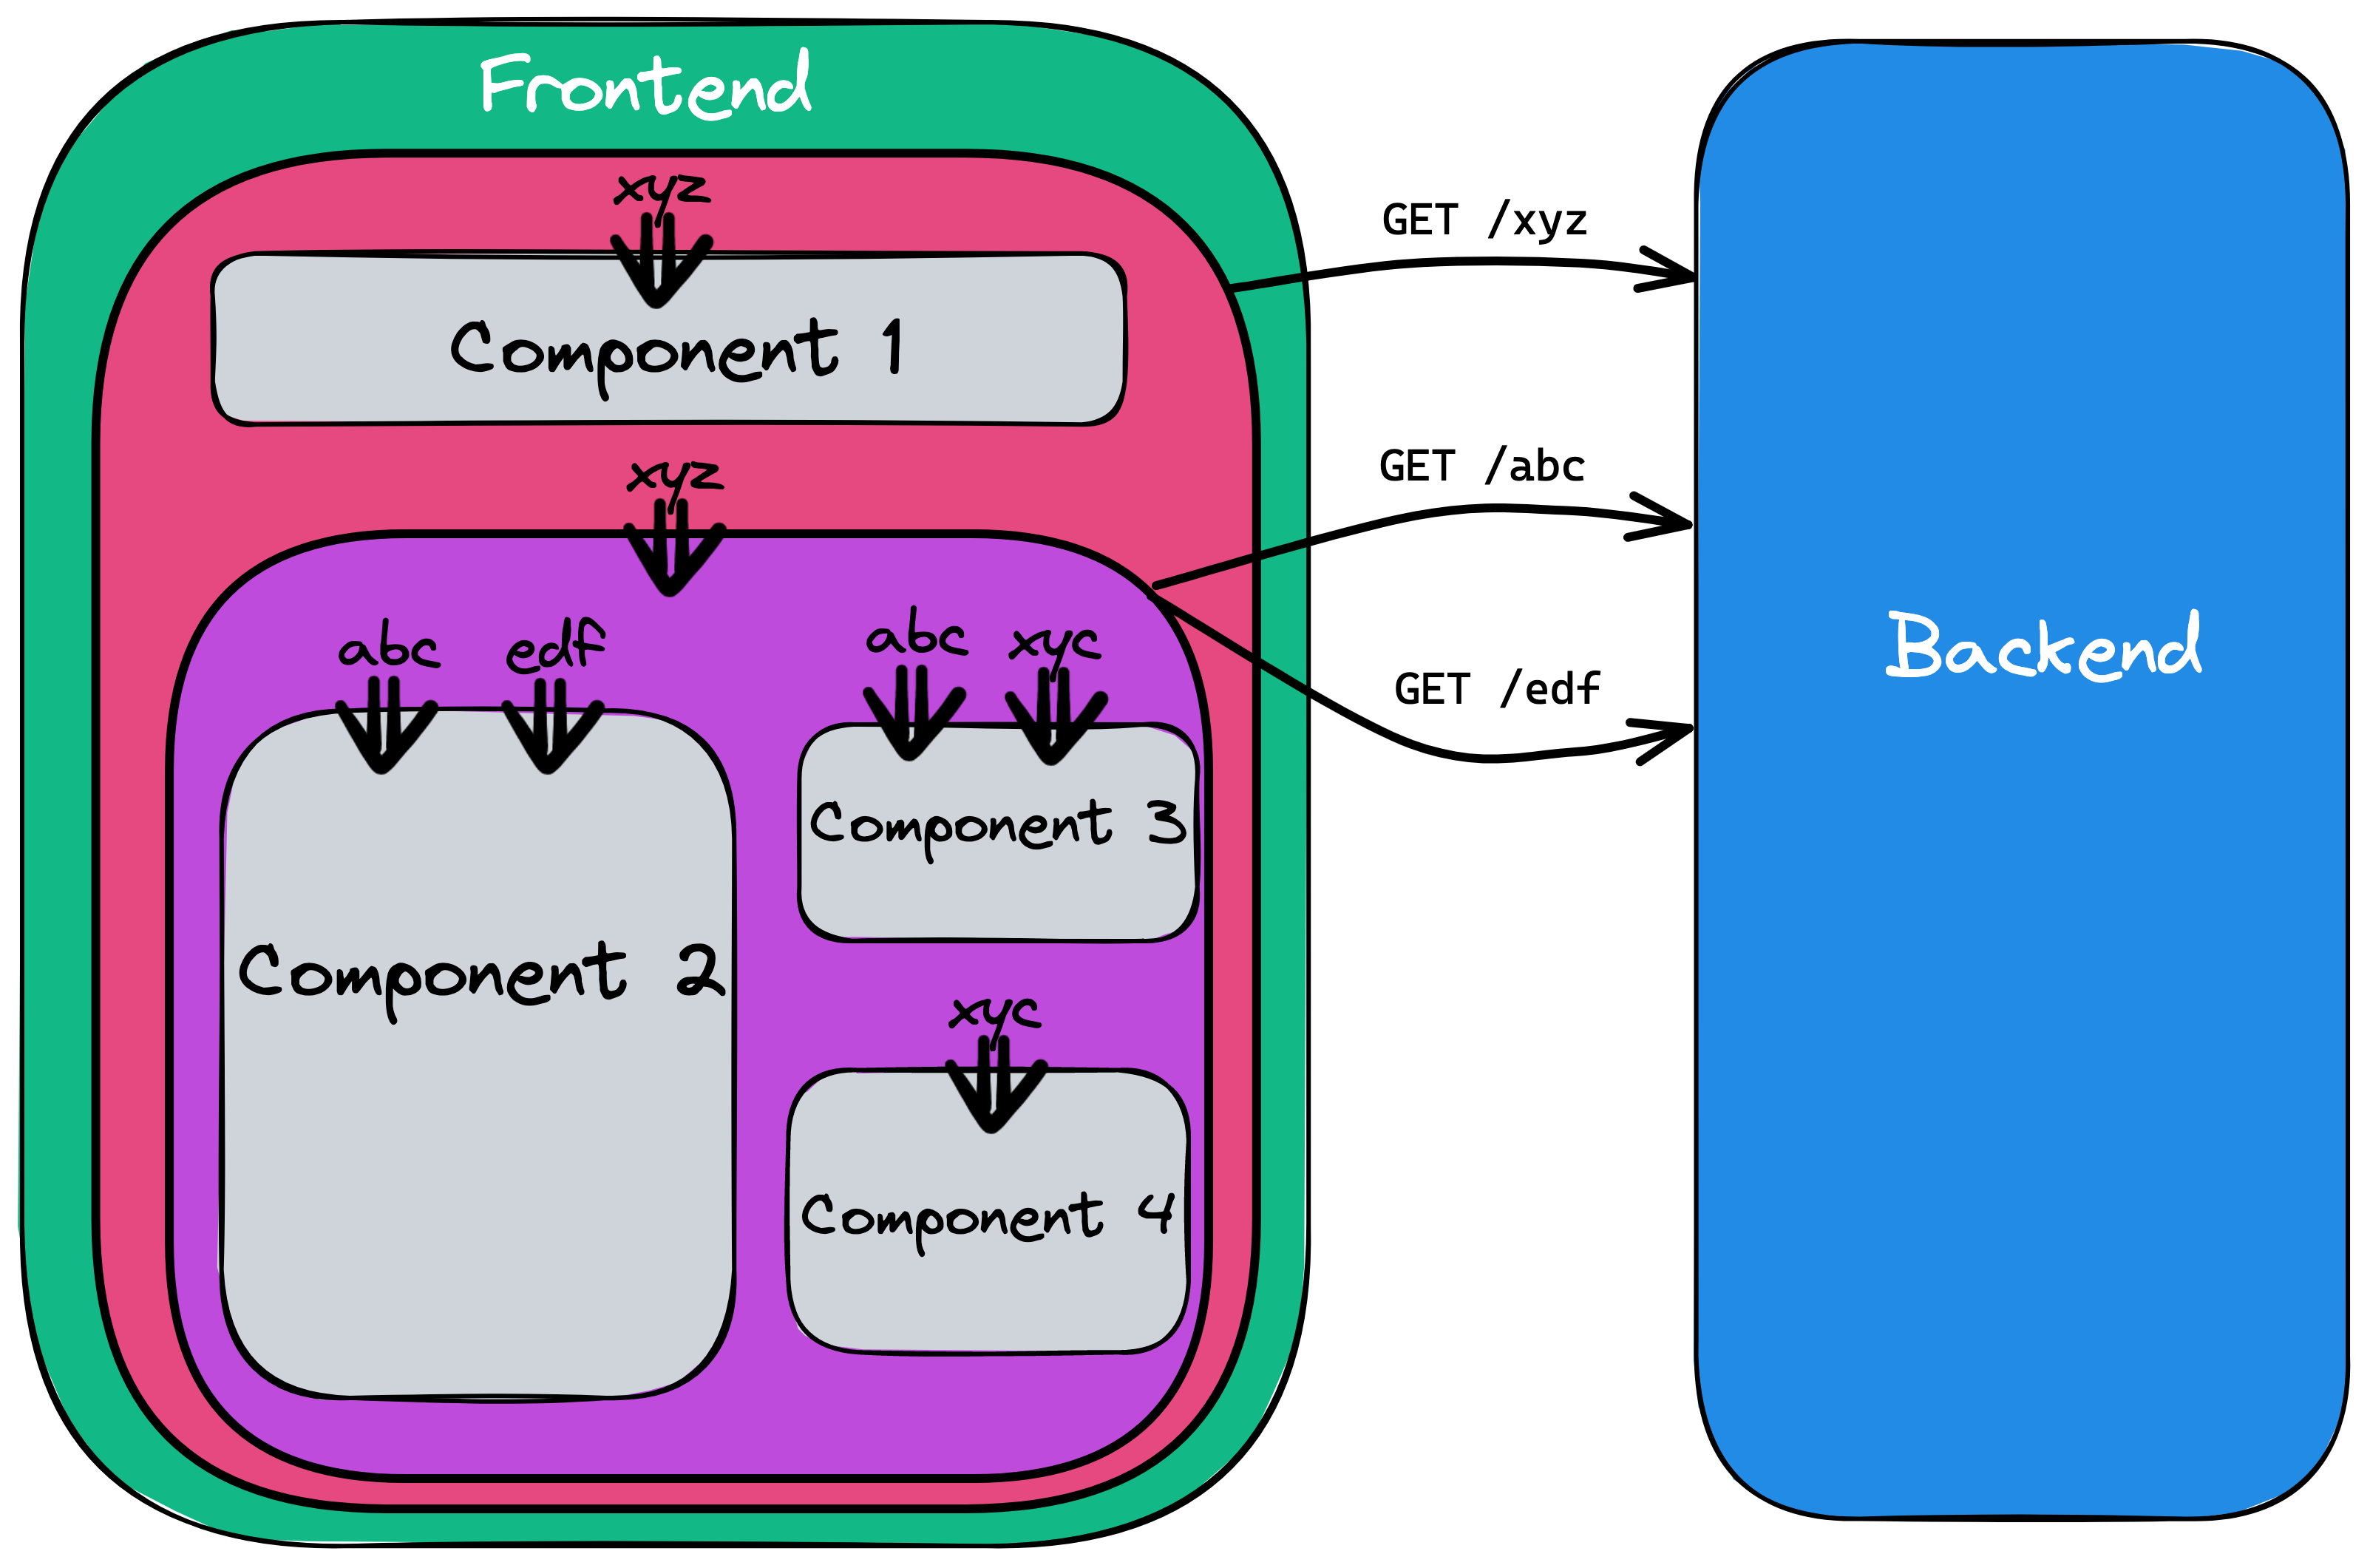 Frontend
xyz
GET /xyz
Component 1
xyz
GET /abc
abc edf abc xyc
GET /edf
Backend
Component 3
Component 2
xyc
Component 4